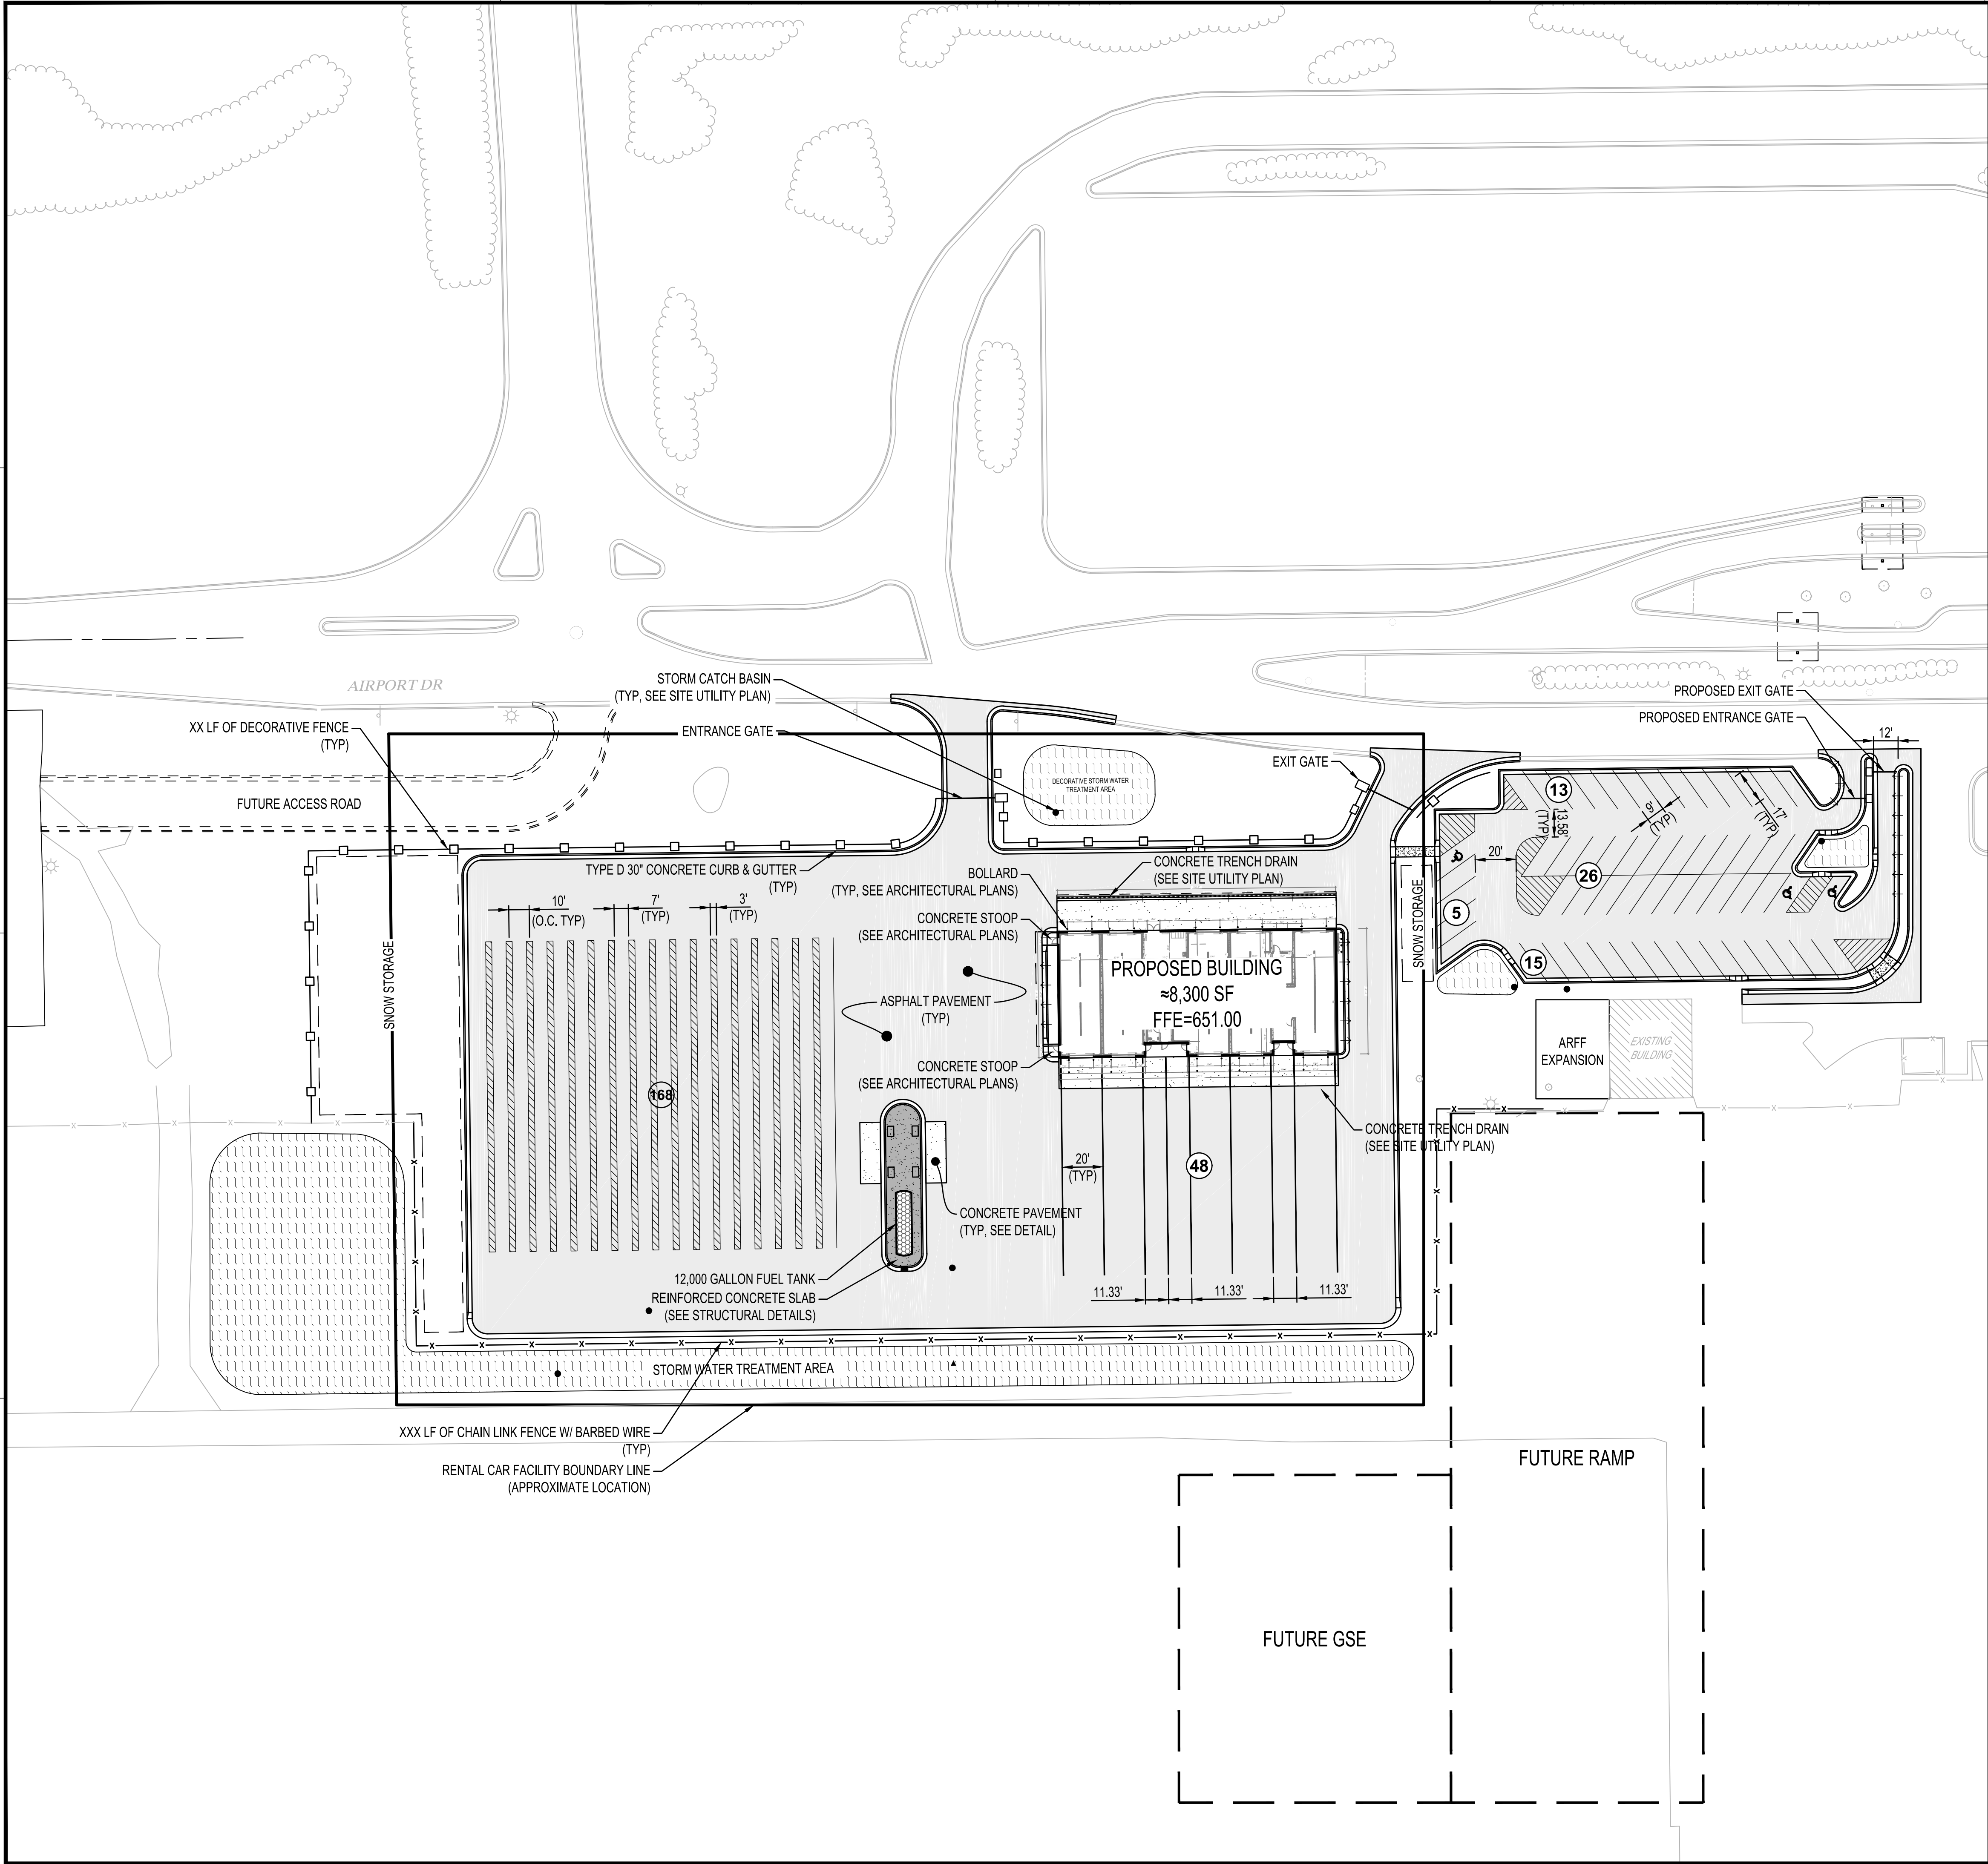 AIRPORT DR
STORM CATCH BASIN
(TYP, SEE SITE UTILITY PLAN)
XX LF OF DECORATIVE FENCE
(TYP)
ENTRANCE GATE
PROPOSED EXIT GATE
PROPOSED ENTRANCE GATE
12'
EXIT GATE
DECORATIVE STORM WATER
TREATMENT AREA
FUTURE ACCESS ROAD
13
9'
(TYP)
17'
(TYP)
13.58'
(TYP)
20'
26
5
15
TYPE D 30" CONCRETE CURB & GUTTER
(TYP)
BOLLARD
(TYP, SEE ARCHITECTURAL PLANS)
CONCRETE TRENCH DRAIN
(SEE SITE UTILITY PLAN)
10'
(O.C. TYP)
7'
(TYP)
3'
(TYP)
CONCRETE STOOP
(SEE ARCHITECTURAL PLANS)
SNOW STORAGE
SNOW STORAGE
PROPOSED BUILDING
≈8,300 SF
FFE=651.00
ASPHALT PAVEMENT
(TYP)
ARFF
EXPANSION
EXISTING
BUILDING
CONCRETE STOOP
(SEE ARCHITECTURAL PLANS)
168
CONCRETE TRENCH DRAIN
(SEE SITE UTILITY PLAN)
20'
(TYP)
48
CONCRETE PAVEMENT
(TYP, SEE DETAIL)
12,000 GALLON FUEL TANK
REINFORCED CONCRETE SLAB
(SEE STRUCTURAL DETAILS)
11.33'
11.33'
11.33'
STORM WATER TREATMENT AREA
XXX LF OF CHAIN LINK FENCE W/ BARBED WIRE
(TYP)
RENTAL CAR FACILITY BOUNDARY LINE
(APPROXIMATE LOCATION)
FUTURE RAMP
FUTURE GSE